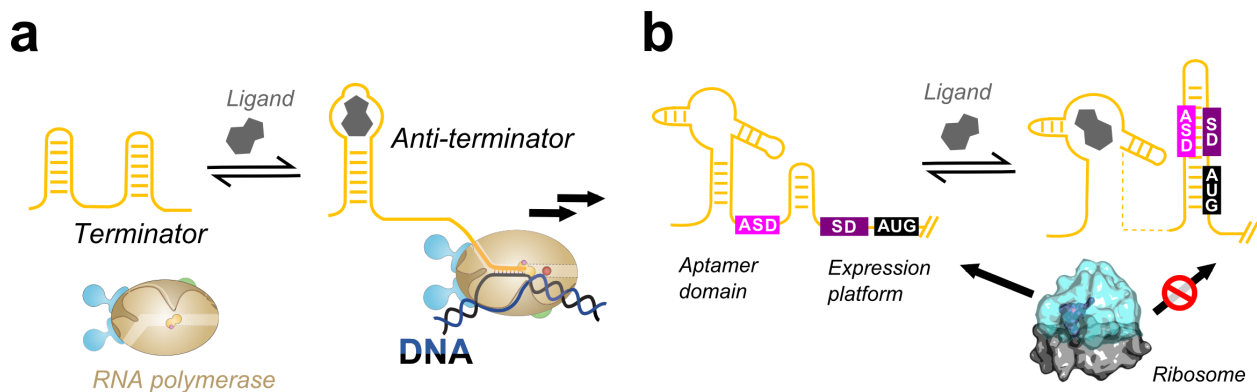 a
Ligand
Anti-terminator
Terminator
DNA
RNA polymerase
b
Ligand
ASD
SD
AUG
ASD
SD
AUG
Aptamer
domain
Expression
platform
Ribosome